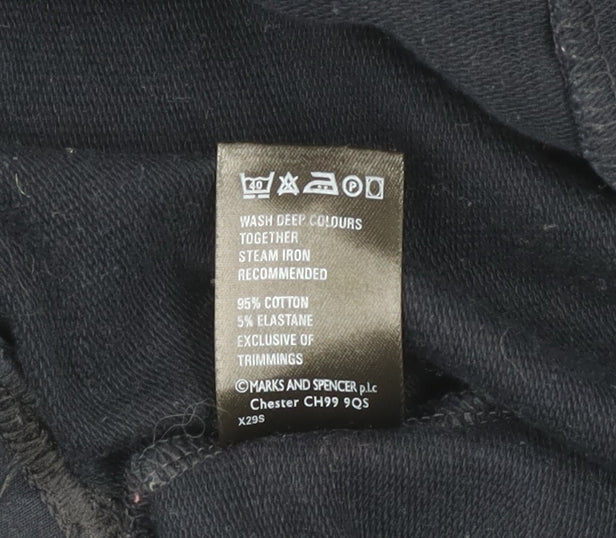 40 P
WASH DEEP COLOURS
TOGETHER
STEAM IRON
RECOMMENDED
95% COTTON
5% ELASTANE
EXCLUSIVE OF
TRIMMINGS
©MARKS AND SPENCER p.l.c
Chester CH99 9QS
X29S